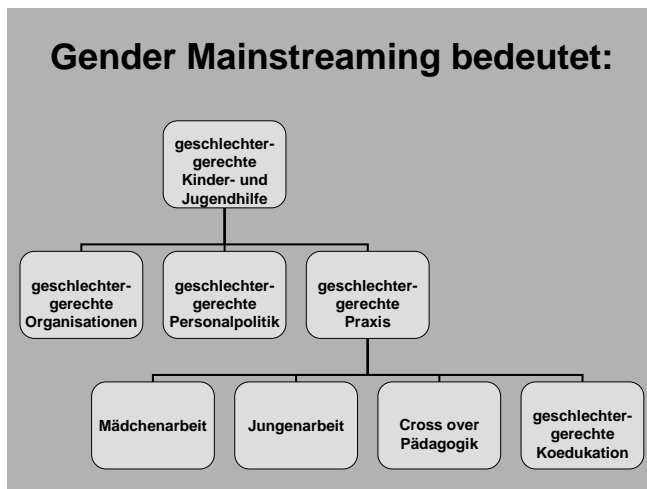 Gender Mainstreaming bedeutet:
geschlechter-
gerechte
Kinder- und
Jugendhilfe
geschlechter-
gerechte
Organisationen
geschlechter-
gerechte
Personalpolitik
geschlechter-
gerechte
Praxis
Mädchenarbeit
Jungenarbeit
Cross over
Pädagogik
geschlechter-
gerechte
Koedukation